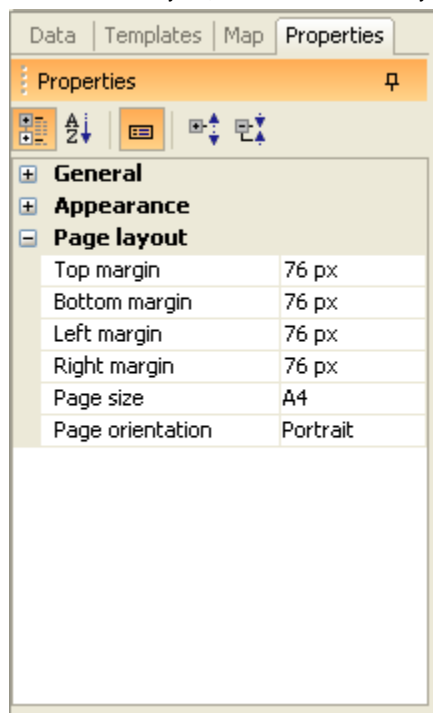 Data Templates Map Properties
Properties
General
Appearance
Page layout
Top margin 76 px
Bottom margin 76 px
Left margin 76 px
Right margin 76 px
Page size A4
Page orientation Portrait